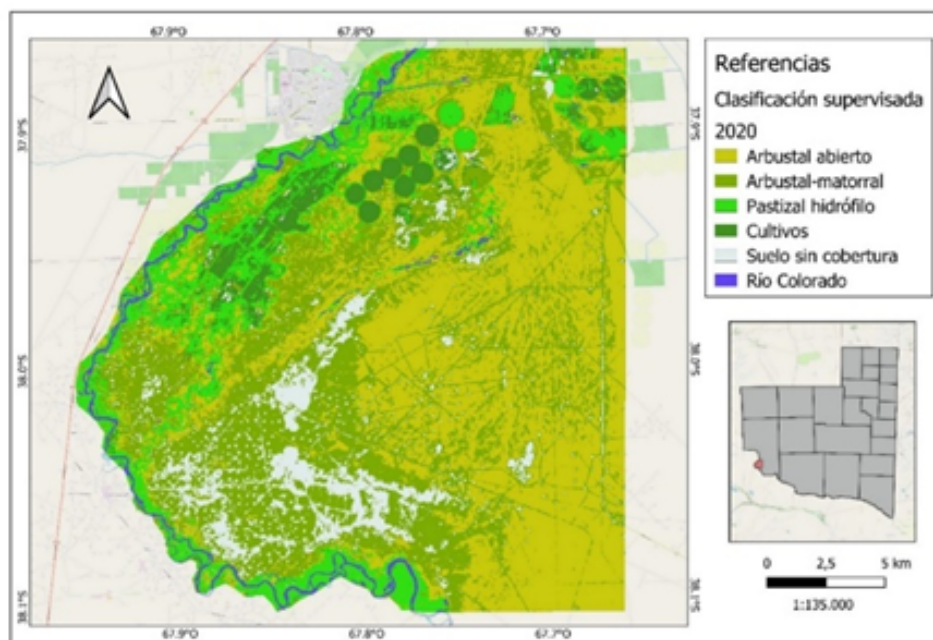 67.9°O
67.8°O
67.7°O
37.9°S
38.0°S
38.1°S
37.9°S
38.0°S
38.1°S
67.9°O
67.8°O
67.7°O
Referencias
Clasificación supervisada
2020
Arbustal abierto
Arbustal-matorral
Pastizal hidrófilo
Cultivos
Suelo sin cobertura
Río Colorado
0 2,5 5 km
1:135.000